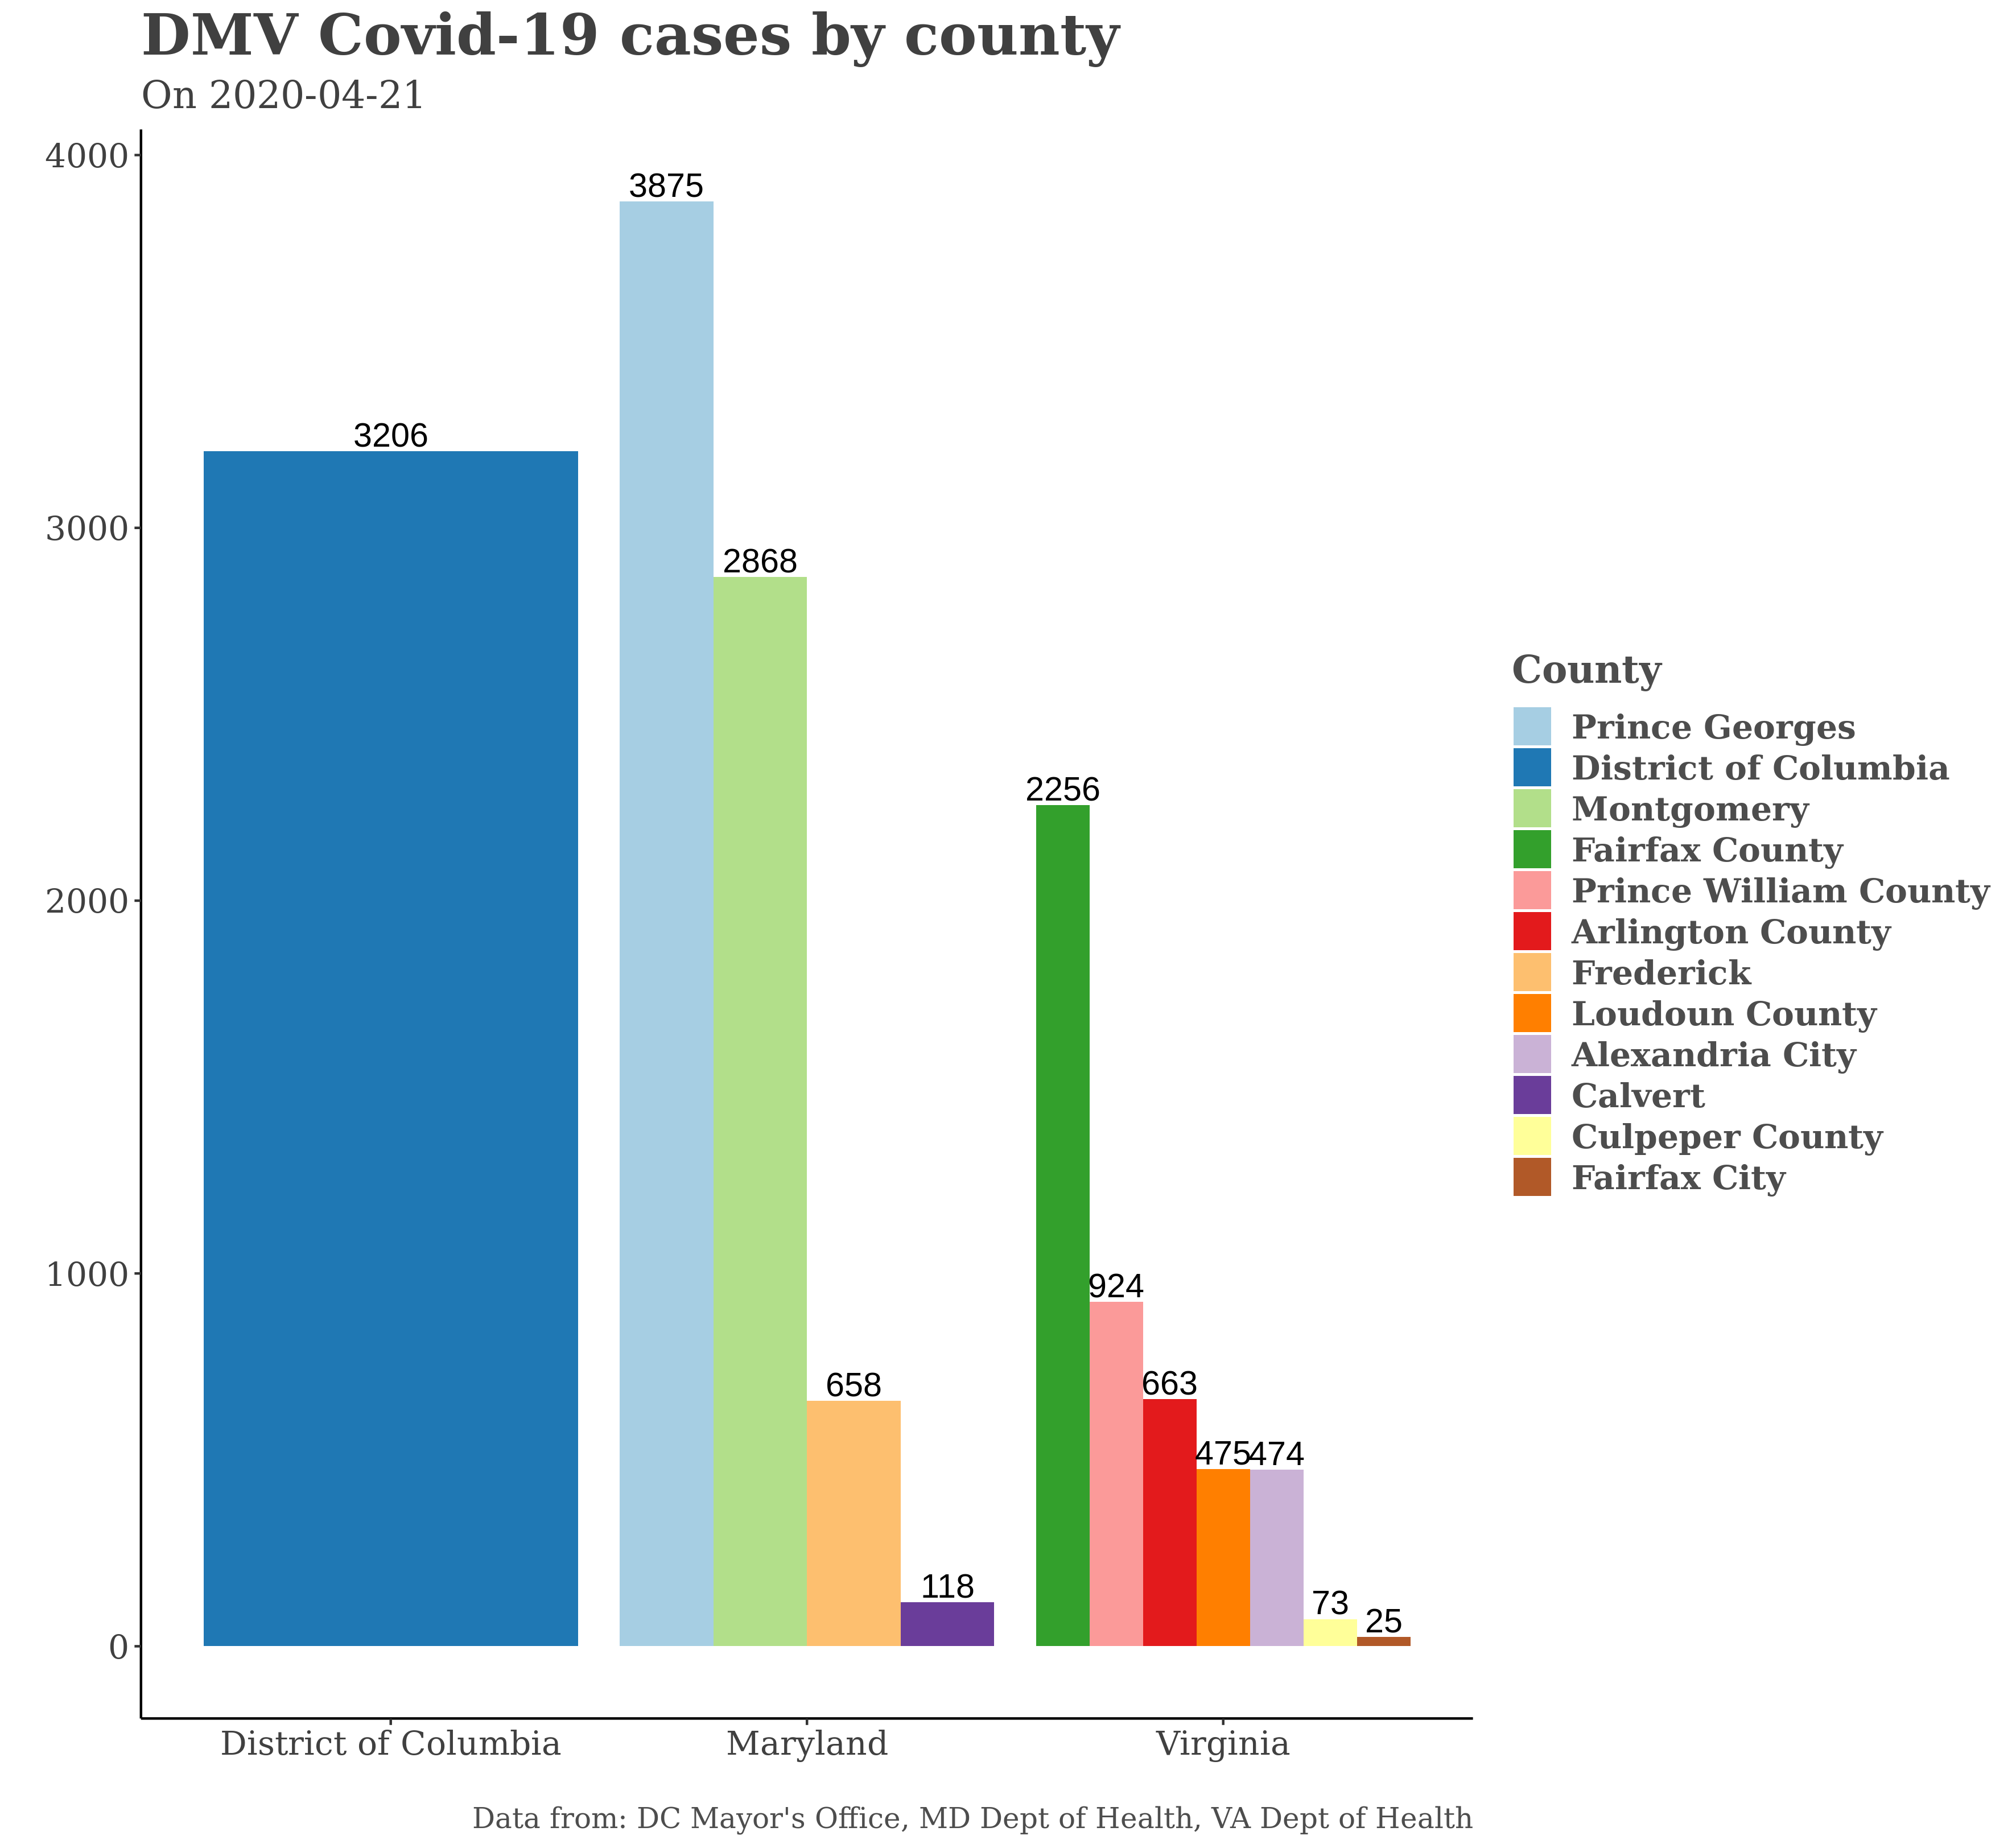 DMV Covid-19 cases by county
On 2020-04-21
4000
3000
2000
1000
0
3206
3875
2868
658
118
2256
924
663
475
474
73
25
District of Columbia
Maryland
Virginia
County
Prince Georges
District of Columbia
Montgomery
Fairfax County
Prince William County
Arlington County
Frederick
Loudoun County
Alexandria City
Calvert
Culpeper County
Fairfax City
Data from: DC Mayor's Office, MD Dept of Health, VA Dept of Health